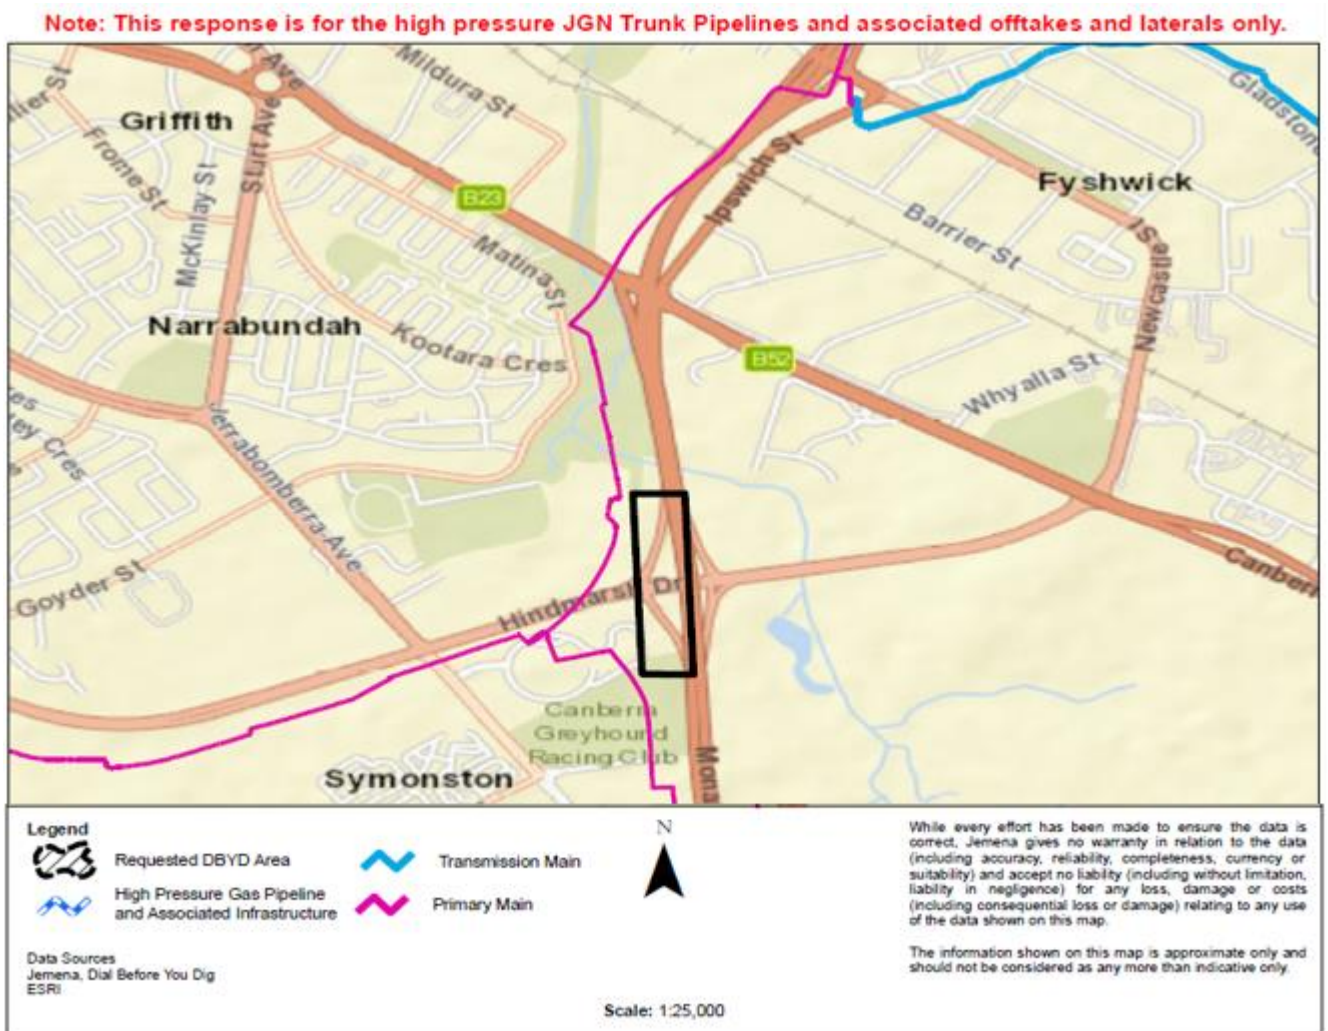 Note: This response is for the high pressure JGN Trunk Pipelines and associated offtakes and laterals only.
Mildura St
Gladston
Griffith
Frome St
McKinlay St
Sturt Ave
Ipswich St
Fyshwick
B23
Barrier St
Matina St
Newcastle St
Narrabundah
Kootara Cres
B52
Whyalla St
ey Cres
Jerrabomberra Ave
Canberr
Goyder St
Hindmarsh Dr
Canberra
Greyhound
Racing Club
Mona
Symonston
Legend
Requested DBYD Area
High Pressure Gas Pipeline
and Associated Infrastructure
Transmission Main
Primary Main
N
Data Sources
Jemena, Dial Before You Dig
ESRI
Scale: 1:25,000
While every effort has been made to ensure the data is
correct, Jemena gives no warranty in relation to the data
(including accuracy, reliability, completeness, currency or
suitability) and accept no liability (including without limitation,
liability in negligence) for any loss, damage or costs
(including consequential loss or damage) relating to any use
of the data shown on this map.
The information shown on this map is approximate only and
should not be considered as any more than indicative only.